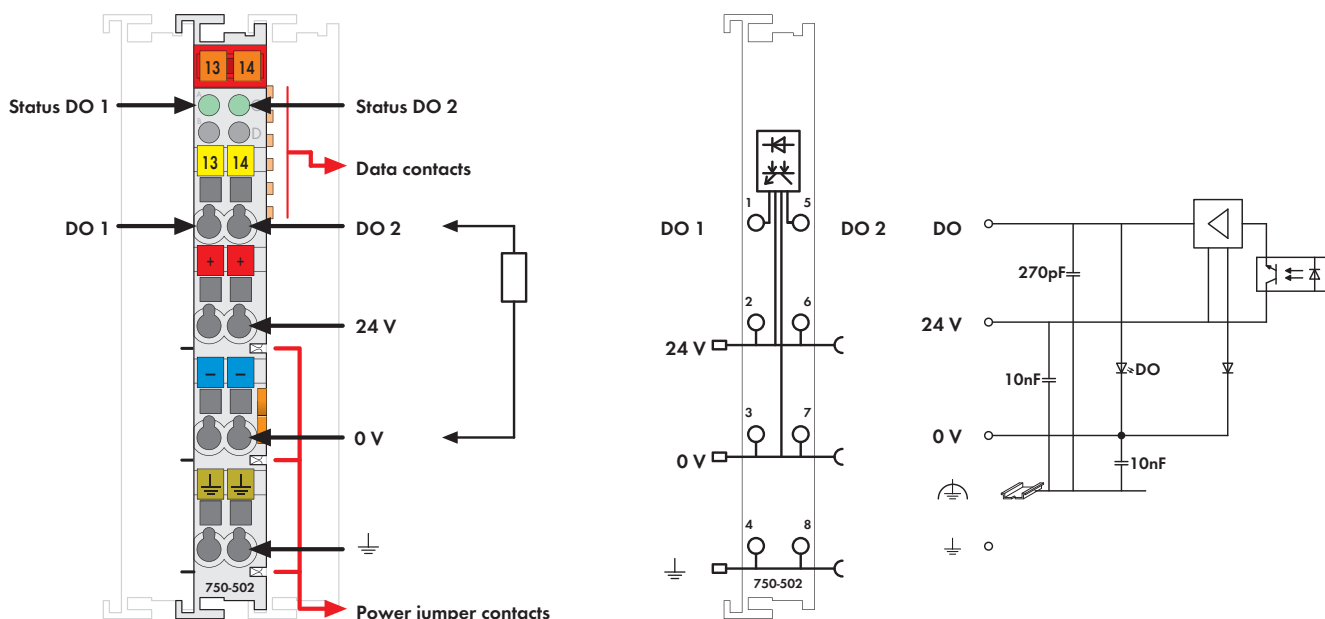 13 14
Status DO 1
A
Status DO 2
B
D
13 14
Data contacts
DO 1
DO 2
+ +
24 V
− −
0 V
750-502
Power jumper contacts
1 5
DO 1
DO 2
2 6
24 V
3 7
0 V
4 8
750-502
DO
270pF
24 V
10nF
DO
0 V
10nF